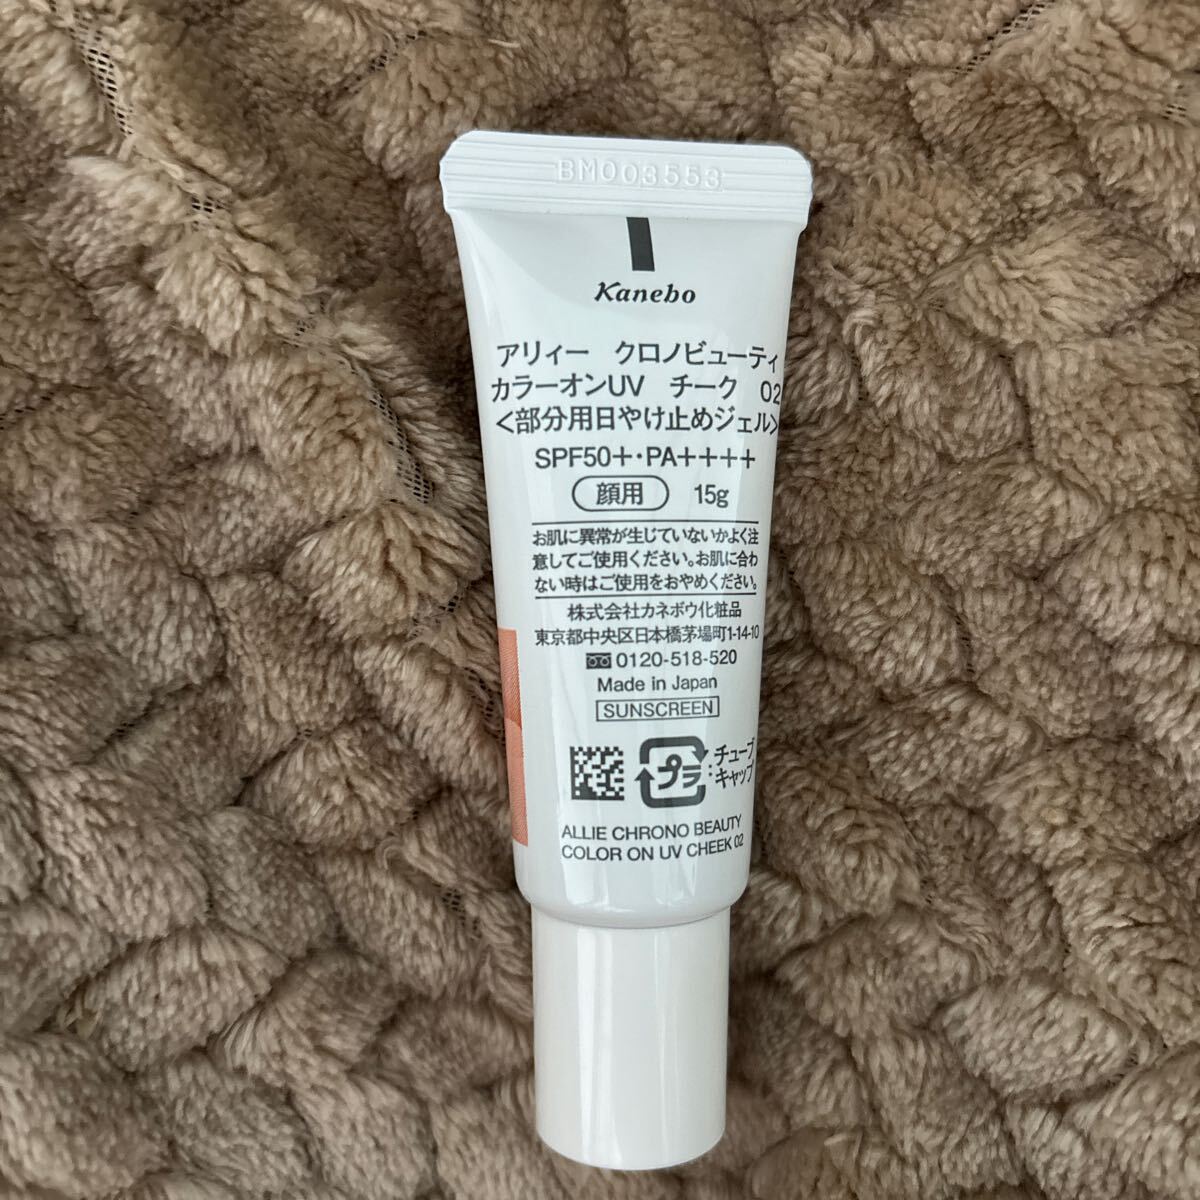 BM003553
Kanebo
アリィー クロノビューティ
カラーオンUV チーク 02
<部分用日やけ止めジェル>
SPF50+・PA++++
顔用 15g
お肌に異常が生じていないかよく注
意してご使用ください。お肌に合わ
ない時はご使用をおやめください。
株式会社カネボウ化粧品
東京都中央区日本橋茅場町1-14-10
0120-518-520
Made in Japan
SUNSCREEN
プラ:チューブ
キャップ
ALLIE CHRONO BEAUTY
COLOR ON UV CHEEK 02